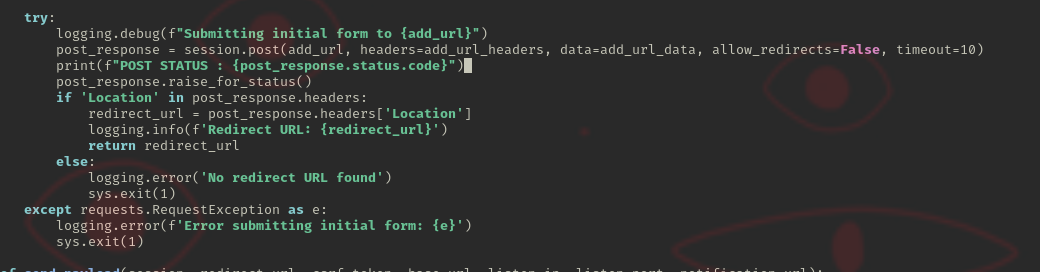 try:
logging.debug(f"Submitting initial form to {add_url}")
post_response = session.post(add_url, headers=add_url_headers, data=add_url_data, allow_redirects=False, timeout=10)
print(f"POST STATUS : {post_response.status.code}")
post_response.raise_for_status()
if 'Location' in post_response.headers:
redirect_url = post_response.headers['Location']
logging.info(f'Redirect URL: {redirect_url}')
return redirect_url
else:
logging.error('No redirect URL found')
sys.exit(1)
except requests.RequestException as e:
logging.error(f'Error submitting initial form: {e}')
sys.exit(1)